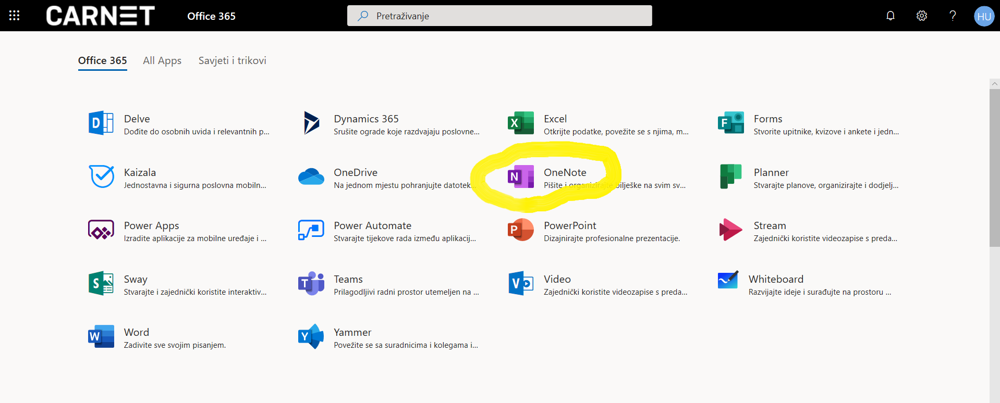 CARNET Office 365 Pretraživanje ? HU
Office 365 All Apps Savjeti i trikovi
Delve Dynamics 365 Excel Forms
Dođite do osobnih uvida i relevantnih p... Srušite ograde koje razdvajaju poslovne... Otkrijte podatke, povežite se s njima, m... Stvorite upitnike, kvizove i ankete i jedn...
Kaizala OneDrive OneNote Planner
Jednostavna i sigurna poslovna mobiln... Na jednom mjestu pohranjujte datotek... Pišite i organizirajte bilješke na svim sv... Stvarajte planove, organizirajte i dodjelj...
Power Apps Power Automate PowerPoint Stream
Izradite aplikacije za mobilne uređaje i ... Stvarajte tijekove rada između aplikacij... Dizajnirajte profesionalne prezentacije. Zajednički koristite videozapise s preda...
Sway Teams Video Whiteboard
Stvarajte i zajednički koristite interaktiv... Prilagodljivi radni prostor utemeljen na ... Zajednički koristite videozapise s preda... Razvijajte ideje i surađujte na prostoru ...
Word Yammer
Zadivite sve svojim pisanjem. Povežite se sa suradnicima i kolegama i...